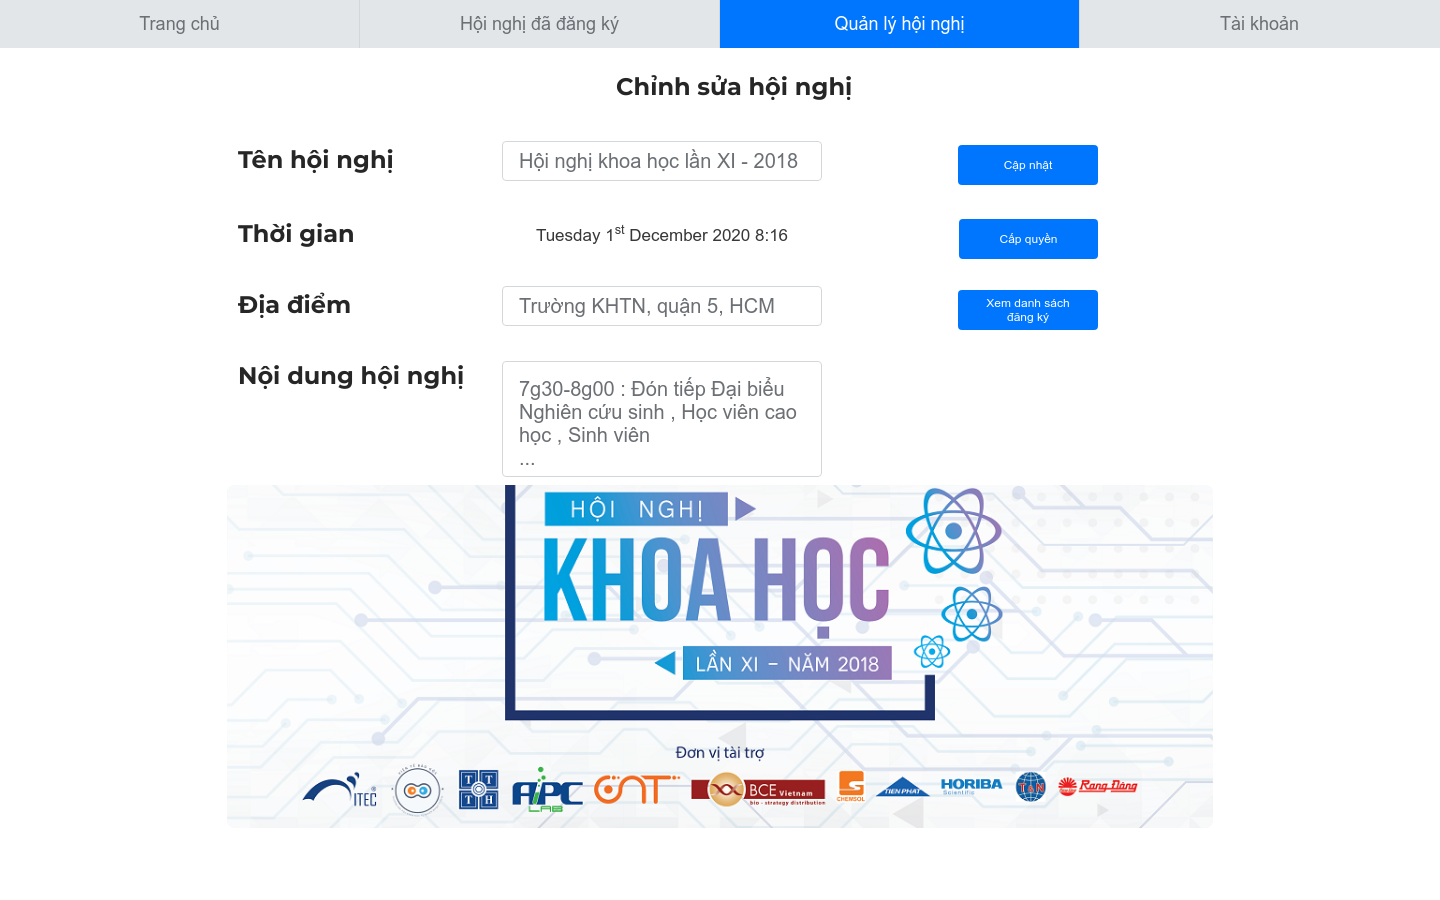 Trang chủ
Hội nghị đã đăng ký
Quản lý hội nghị
Tài khoản
Chỉnh sửa hội nghị
Tên hội nghị
Hội nghị khoa học lần XI - 2018
Cập nhật
Thời gian
Tuesday 1st December 2020 8:16
Cấp quyền
Địa điểm
Trường KHTN, quận 5, HCM
Xem danh sách
đăng ký
Nội dung hội nghị
7g30-8g00 : Đón tiếp Đại biểu
Nghiên cứu sinh , Học viên cao
học , Sinh viên
...
HỘI NGHỊ
KHOA HỌC
LẦN XI – NĂM 2018
Đơn vị tài trợ
ITEC
TTTH
APC
LAB
GNT
BCE Vietnam
bio - strategy distribution
CHEMSOL
TIEN PHAT
HORIBA
Scientific
T&N
Rạng Đông